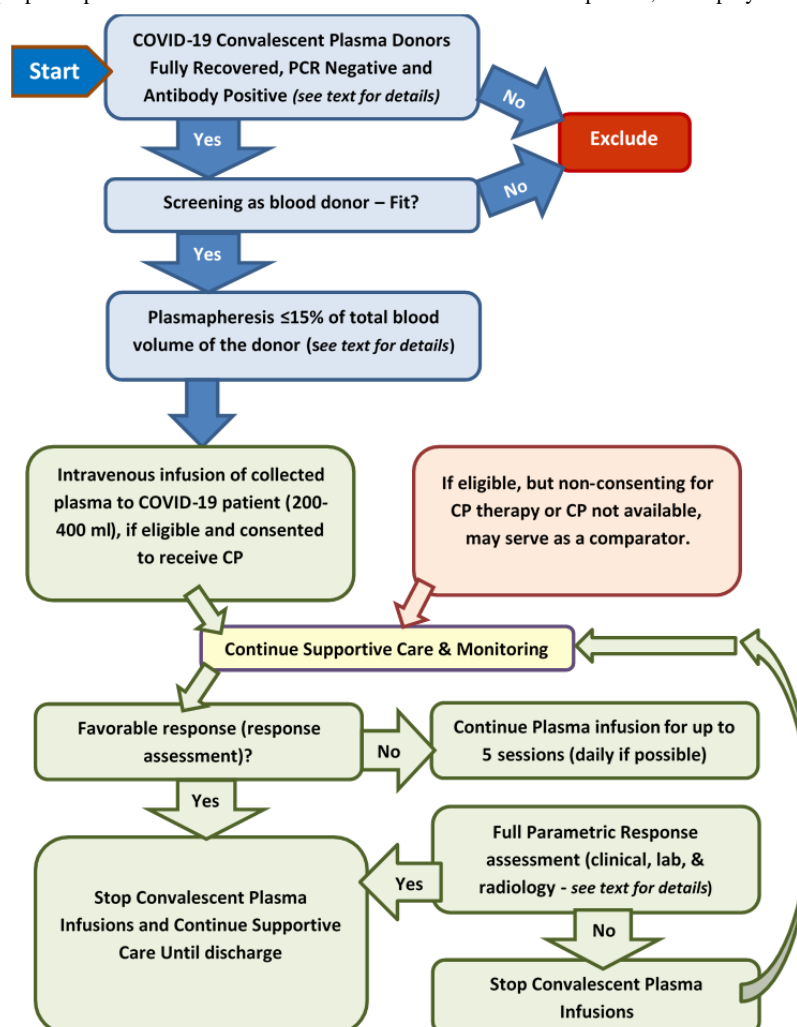 Start
COVID-19 Convalescent Plasma Donors
Fully Recovered, PCR Negative and
Antibody Positive (see text for details)
No
Exclude
Yes
Screening as blood donor – Fit?
No
Yes
Plasmapheresis ≤15% of total blood
volume of the donor (see text for details)
Intravenous infusion of collected
plasma to COVID-19 patient (200-
400 ml), if eligible and consented
to receive CP
If eligible, but non-consenting for
CP therapy or CP not available,
may serve as a comparator.
Continue Supportive Care & Monitoring
Favorable response (response
assessment)?
No
Continue Plasma infusion for up to
5 sessions (daily if possible)
Yes
Full Parametric Response
assessment (clinical, lab, &
radiology - see text for details)
Yes
Stop Convalescent Plasma
Infusions and Continue Supportive
Care Until discharge
No
Stop Convalescent Plasma
Infusions